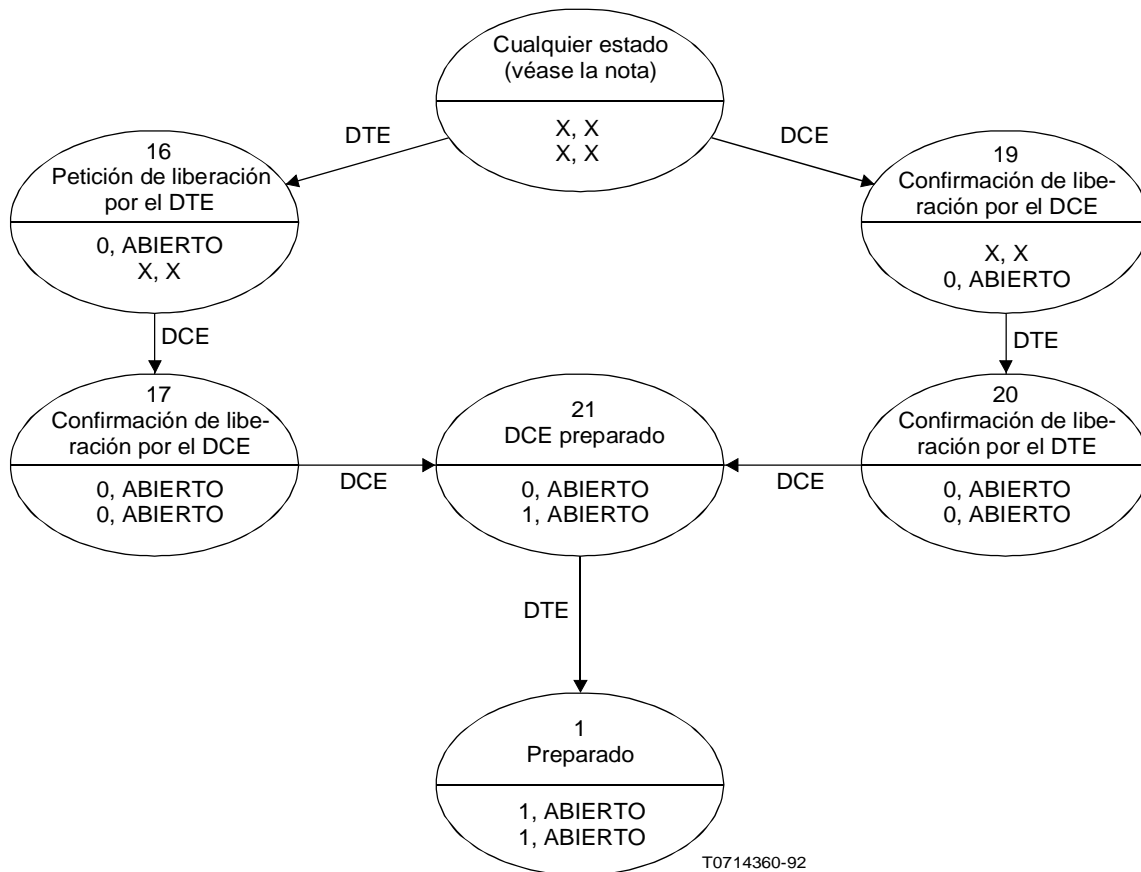 Cualquier estado
(véase la nota)
X, X
X, X
DTE
DCE
16
Petición de liberación
por el DTE
0, ABIERTO
X, X
19
Confirmación de libe-
ración por el DCE
X, X
0, ABIERTO
DCE
DTE
17
Confirmación de libe-
ración por el DCE
0, ABIERTO
0, ABIERTO
DCE
21
DCE preparado
0, ABIERTO
1, ABIERTO
DCE
20
Confirmación de libe-
ración por el DTE
0, ABIERTO
0, ABIERTO
DTE
1
Preparado
1, ABIERTO
1, ABIERTO
T0714360-92